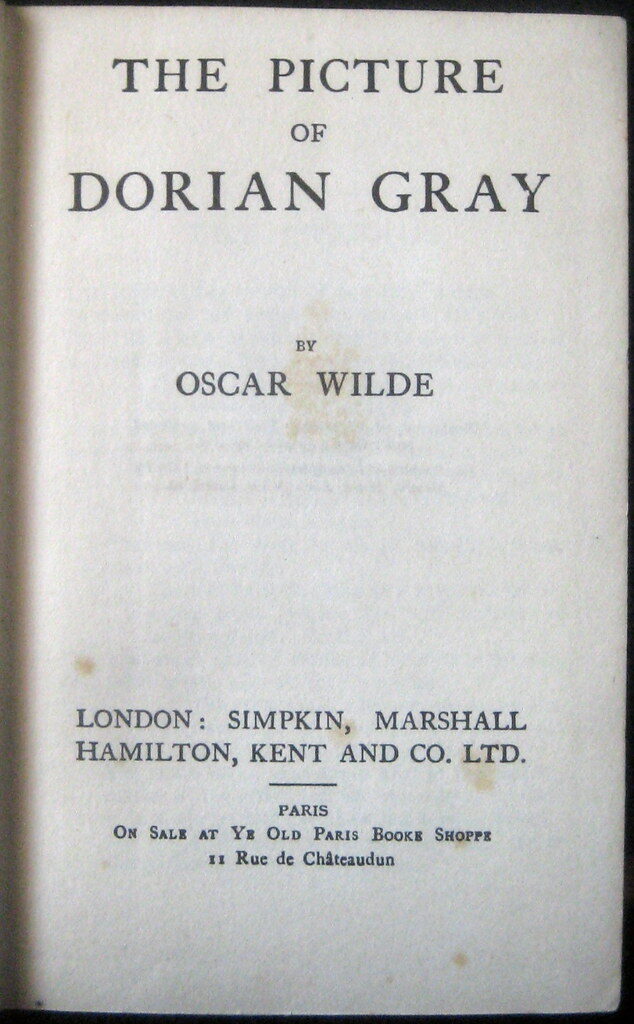 THE PICTURE
OF
DORIAN GRAY
BY
OSCAR WILDE
LONDON: SIMPKIN, MARSHALL
HAMILTON, KENT AND CO. LTD.
PARIS
On Sale at Ye Old Paris Booke Shoppe
11 Rue de Châteaudun